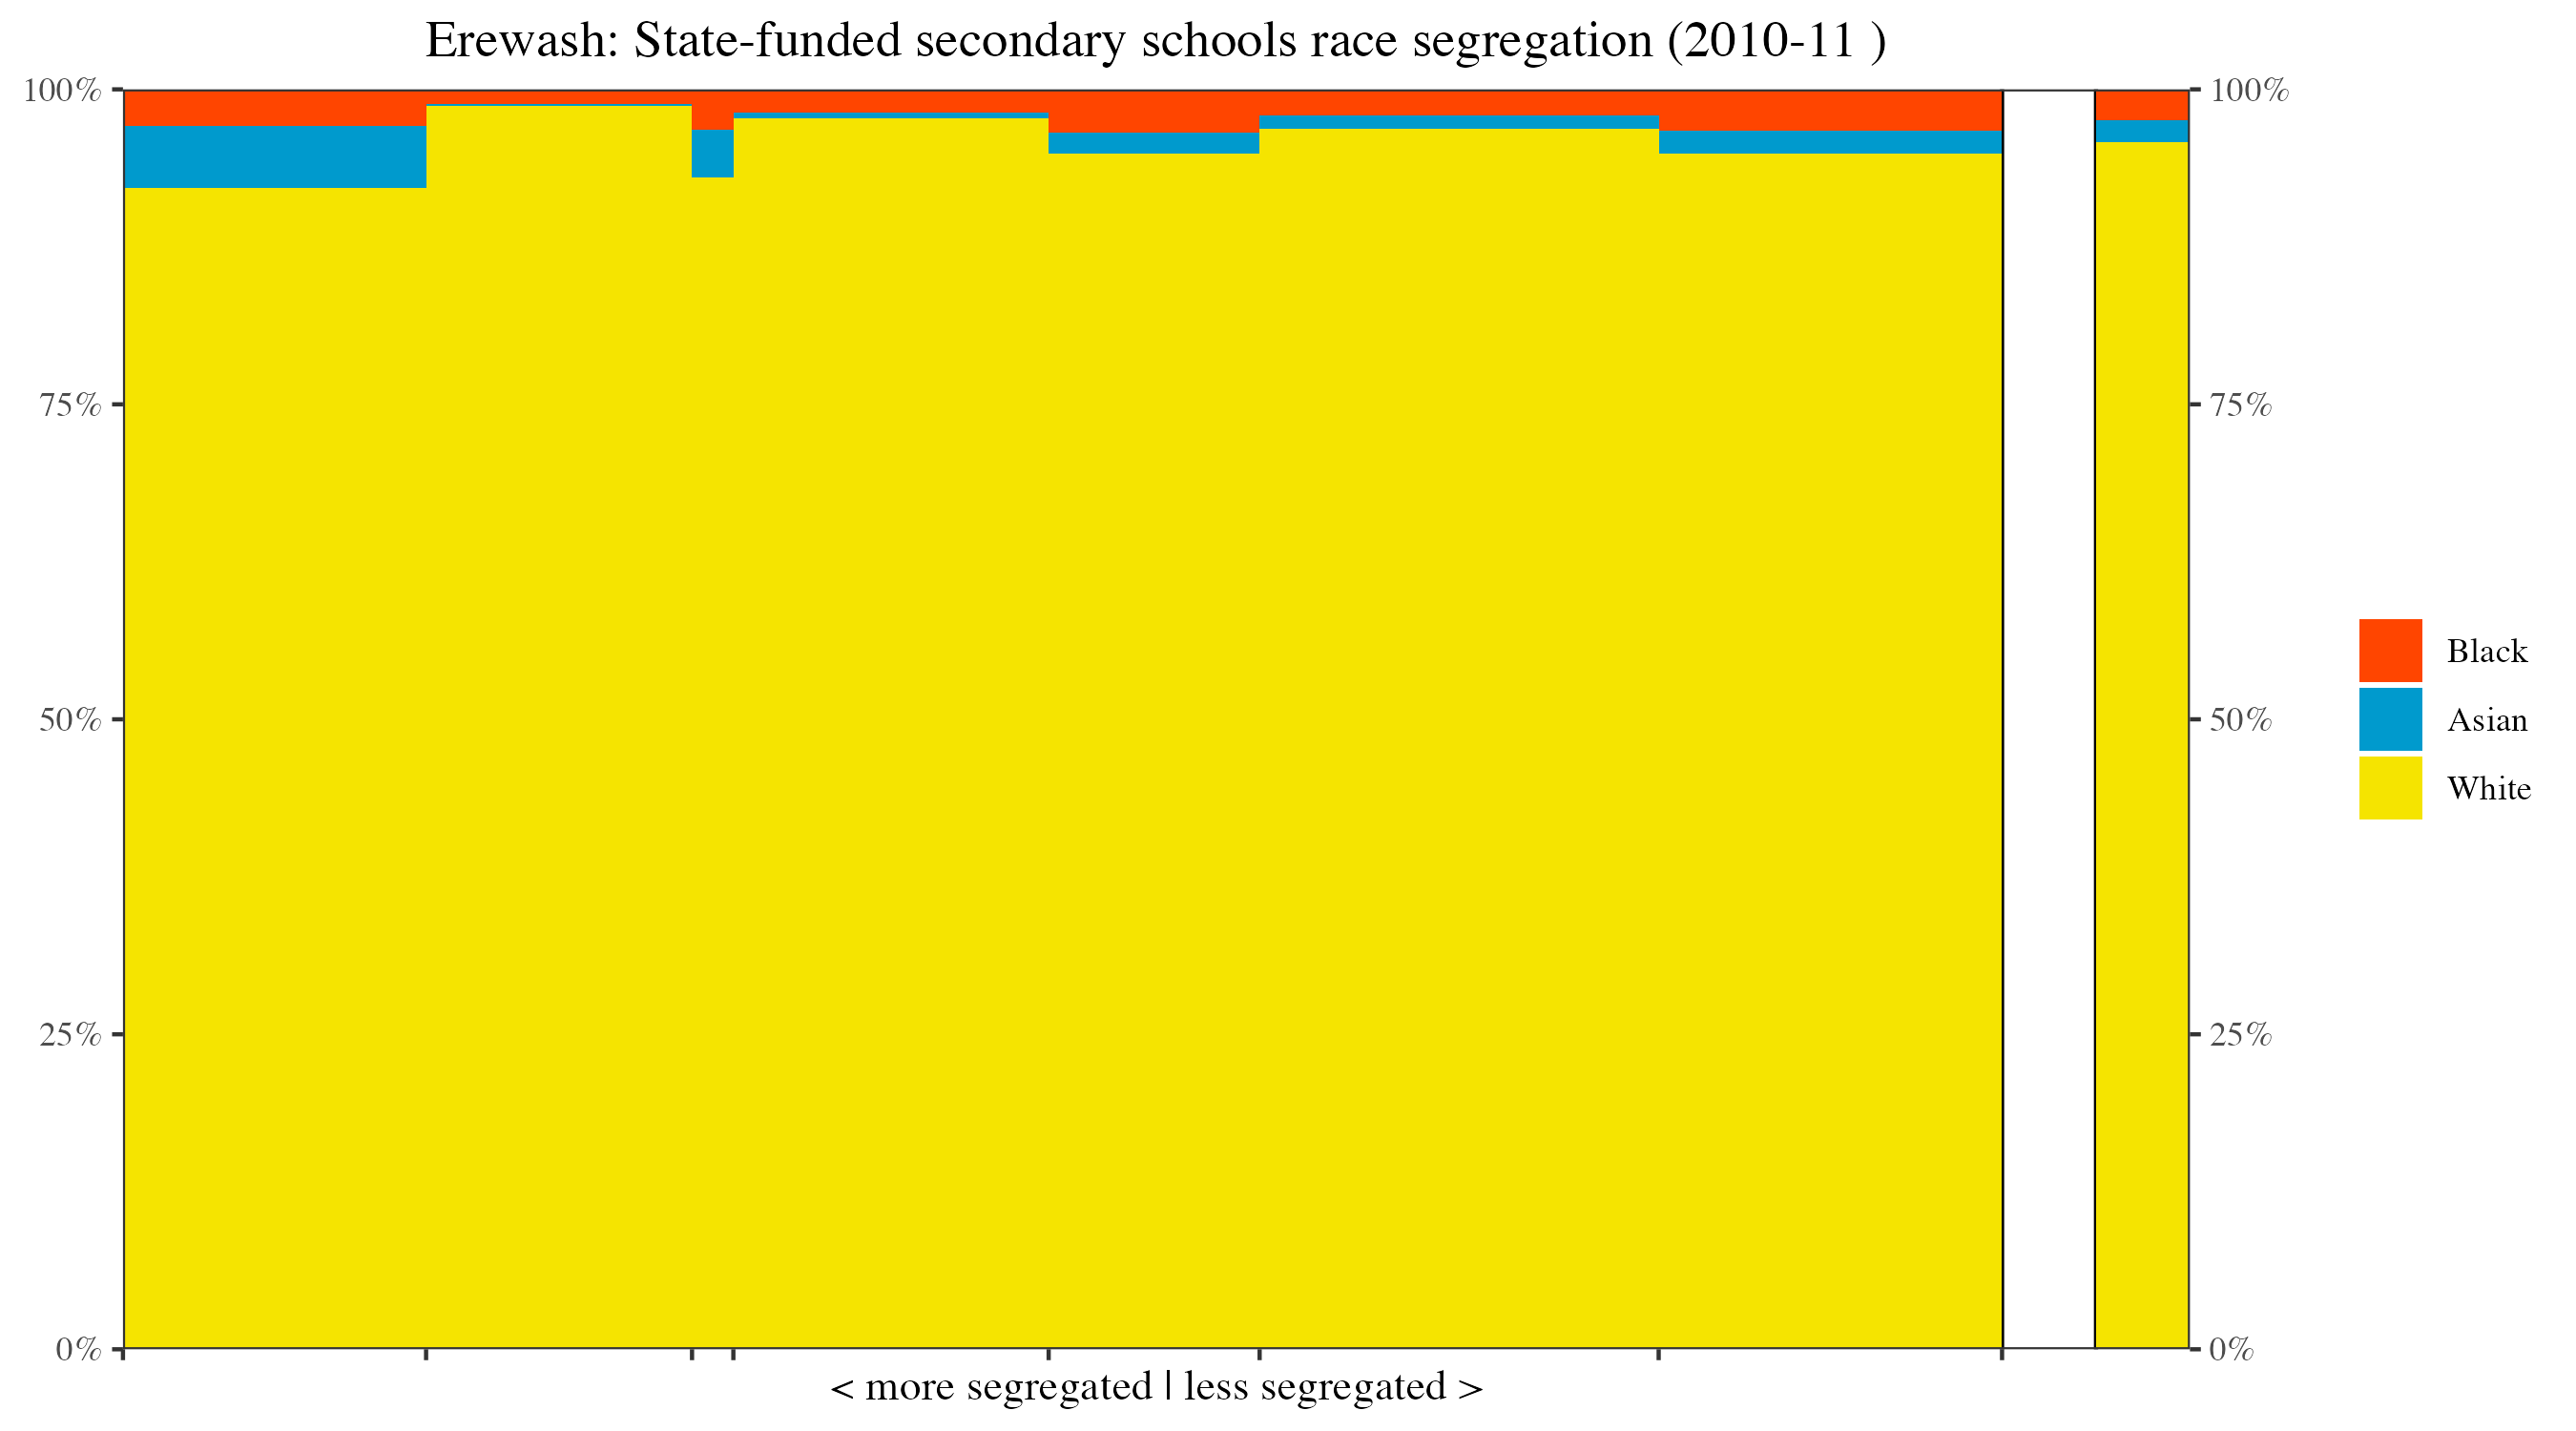 Erewash: State-funded secondary schools race segregation (2010-11 )
100%
75%
50%
25%
0%
100%
75%
50%
25%
0%
< more segregated | less segregated >
Black
Asian
White